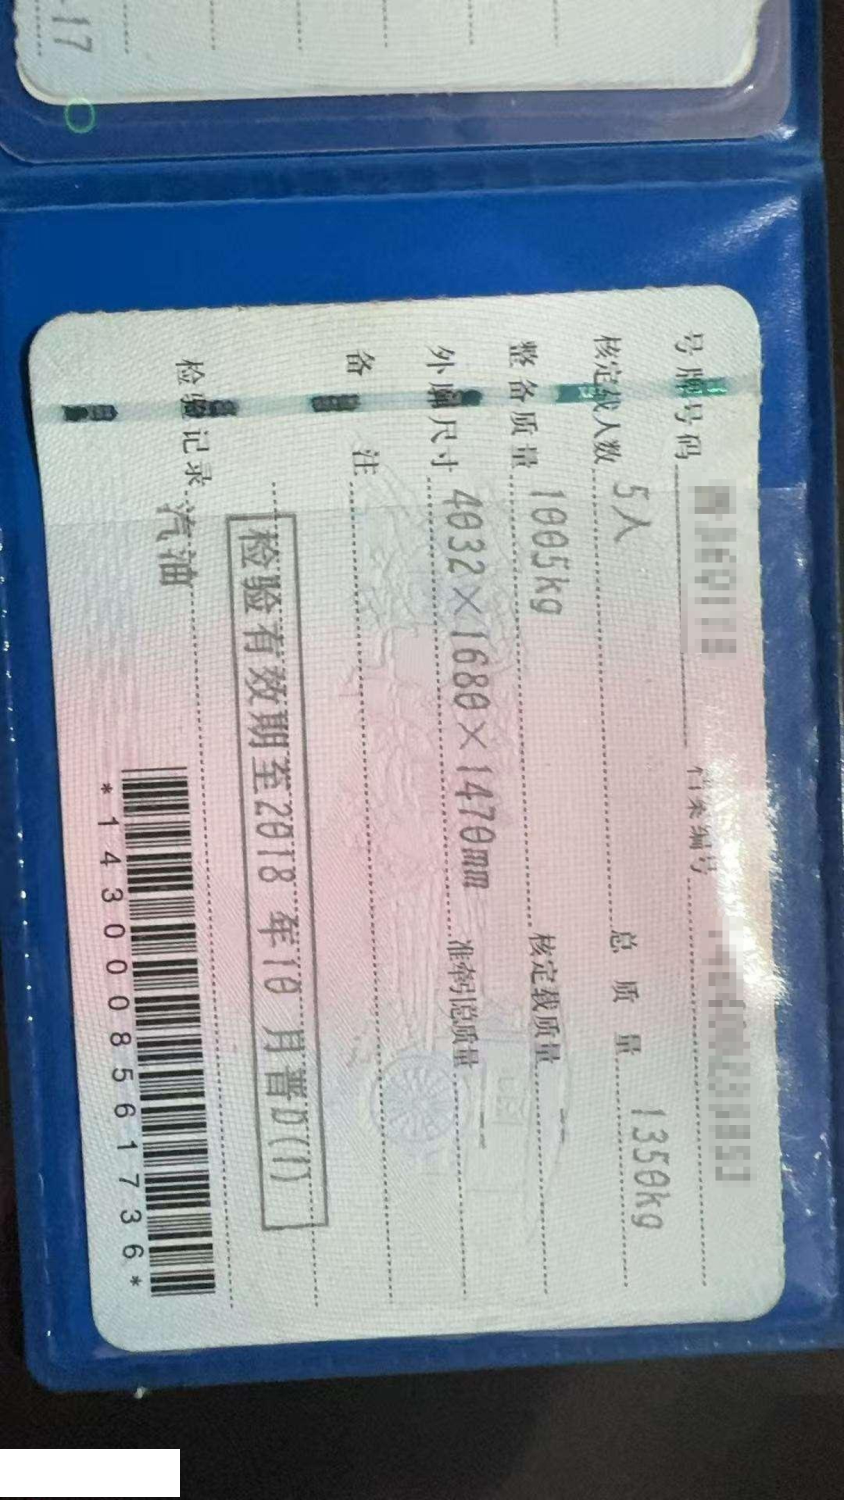 -17
号牌号码 档案编号
核定载人数 5人 总质量 1350kg
整备质量 1005kg 核定载质量 --
外廓尺寸 4032×1680×1470mm 准牵引总质量 --
备注
检验有效期至2018年10月晋D(1)
检验记录 汽油
*1430008561736*